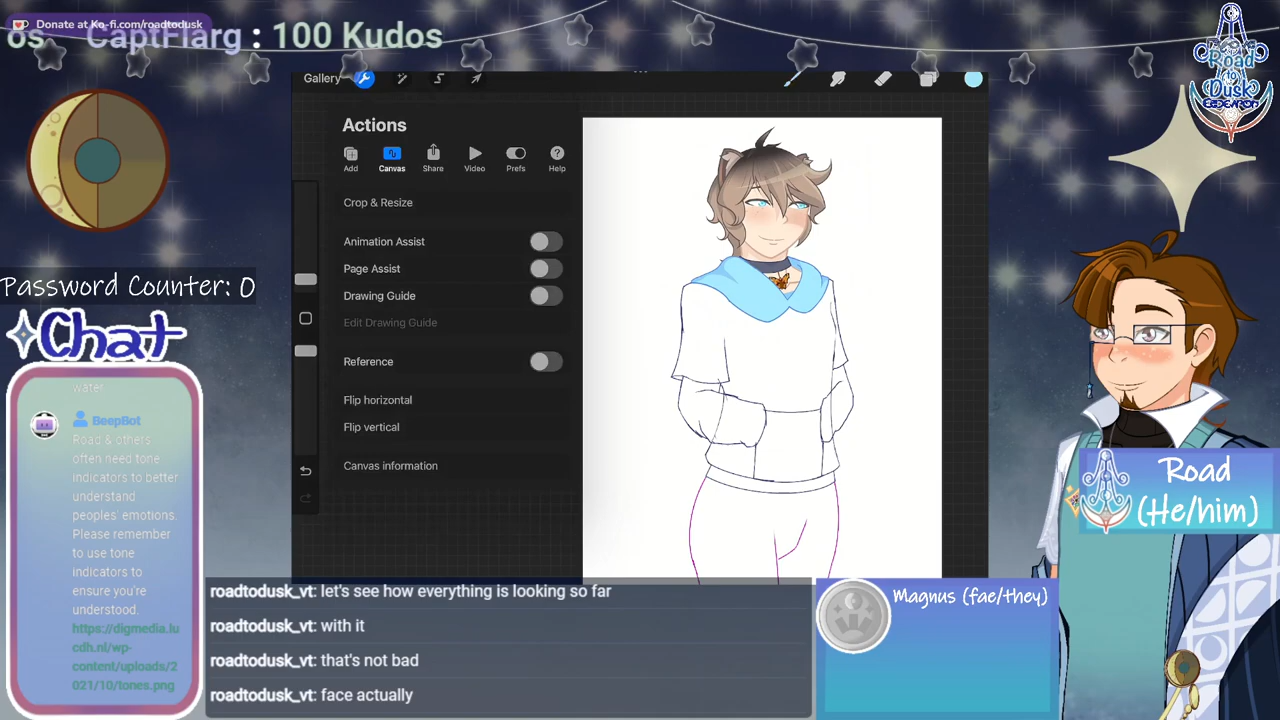 Donate at Ko-fi.com/roadtodusk
os CaptFlarg : 100 Kudos
Road
to
Dusk
Gallery
Actions
Add
Canvas
Share
Video
Prefs
Help
Crop & Resize
Animation Assist
Page Assist
Drawing Guide
Edit Drawing Guide
Reference
Flip horizontal
Flip vertical
Canvas information
Password Counter: 0
Chat
water
BeepBot
Road & others
often need tone
indicators to better
understand
peoples' emotions.
Please remember
to use tone
indicators to
ensure you're
understood.
https://digmedia.lu
cdh.nl/wp-
content/uploads/2
021/10/tones.png
roadtodusk_vt: let's see how everything is looking so far
roadtodusk_vt: with it
roadtodusk_vt: that's not bad
roadtodusk_vt: face actually
Magnus (fae/they)
Road
(He/him)